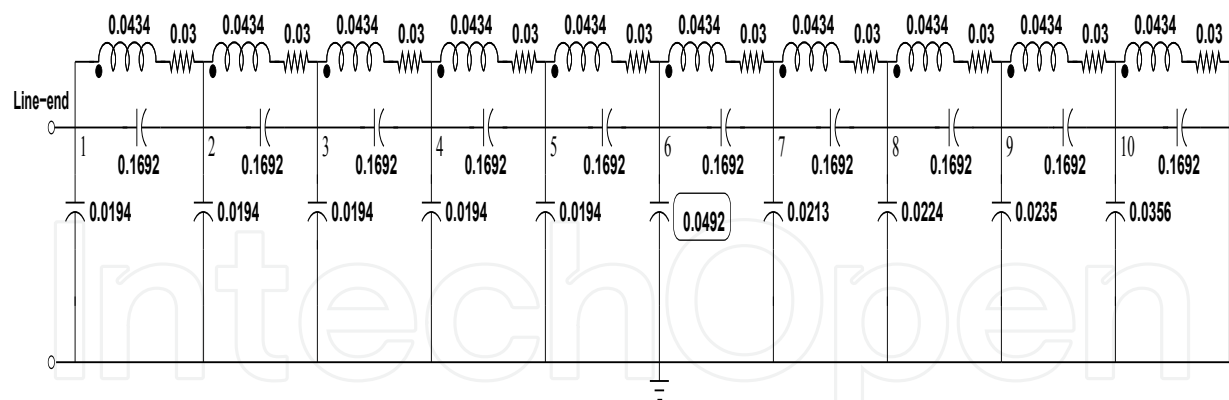 0.0434 0.0434 0.0434 0.0434 0.0434 0.0434 0.0434 0.0434 0.0434 0.0434
0.03 0.03 0.03 0.03 0.03 0.03 0.03 0.03 0.03 0.03
Line-end
1 2 3 4 5 6 7 8 9 10
0.1692 0.1692 0.1692 0.1692 0.1692 0.1692 0.1692 0.1692 0.1692 0.1692
0.0194 0.0194 0.0194 0.0194 0.0194 0.0492 0.0213 0.0224 0.0235 0.0356
IntechOpen